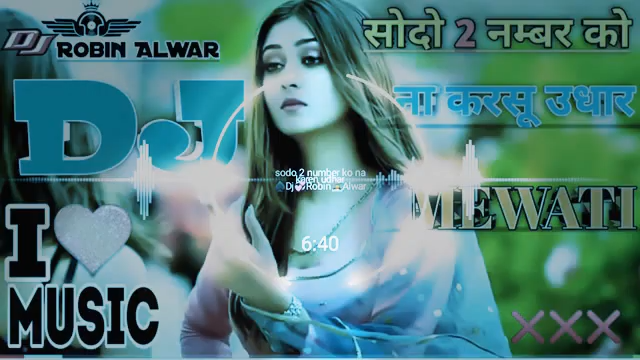 DJ ROBIN ALWAR
सोदो 2 नम्बर को
DJ
ना करसू उधार
sodo 2 number ko na
karen udhar
Dj Robin Alwar
MEWATI
I
MUSIC
6:40
XXX